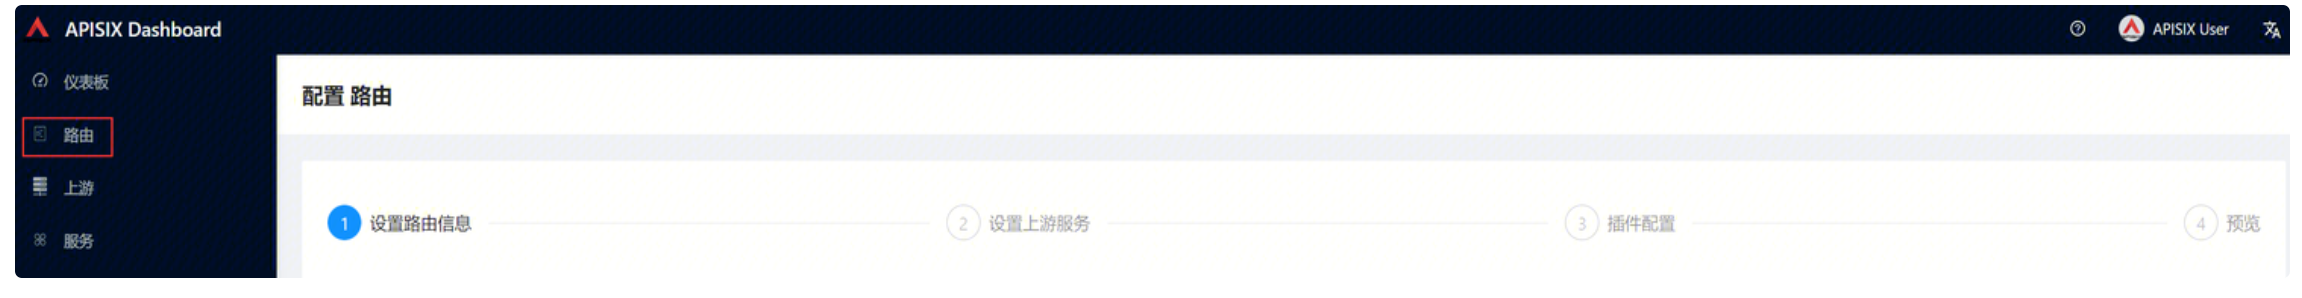 APISIX Dashboard
APISIX User
仪表板
配置 路由
路由
上游
1 设置路由信息 2 设置上游服务 3 插件配置 4 预览
服务